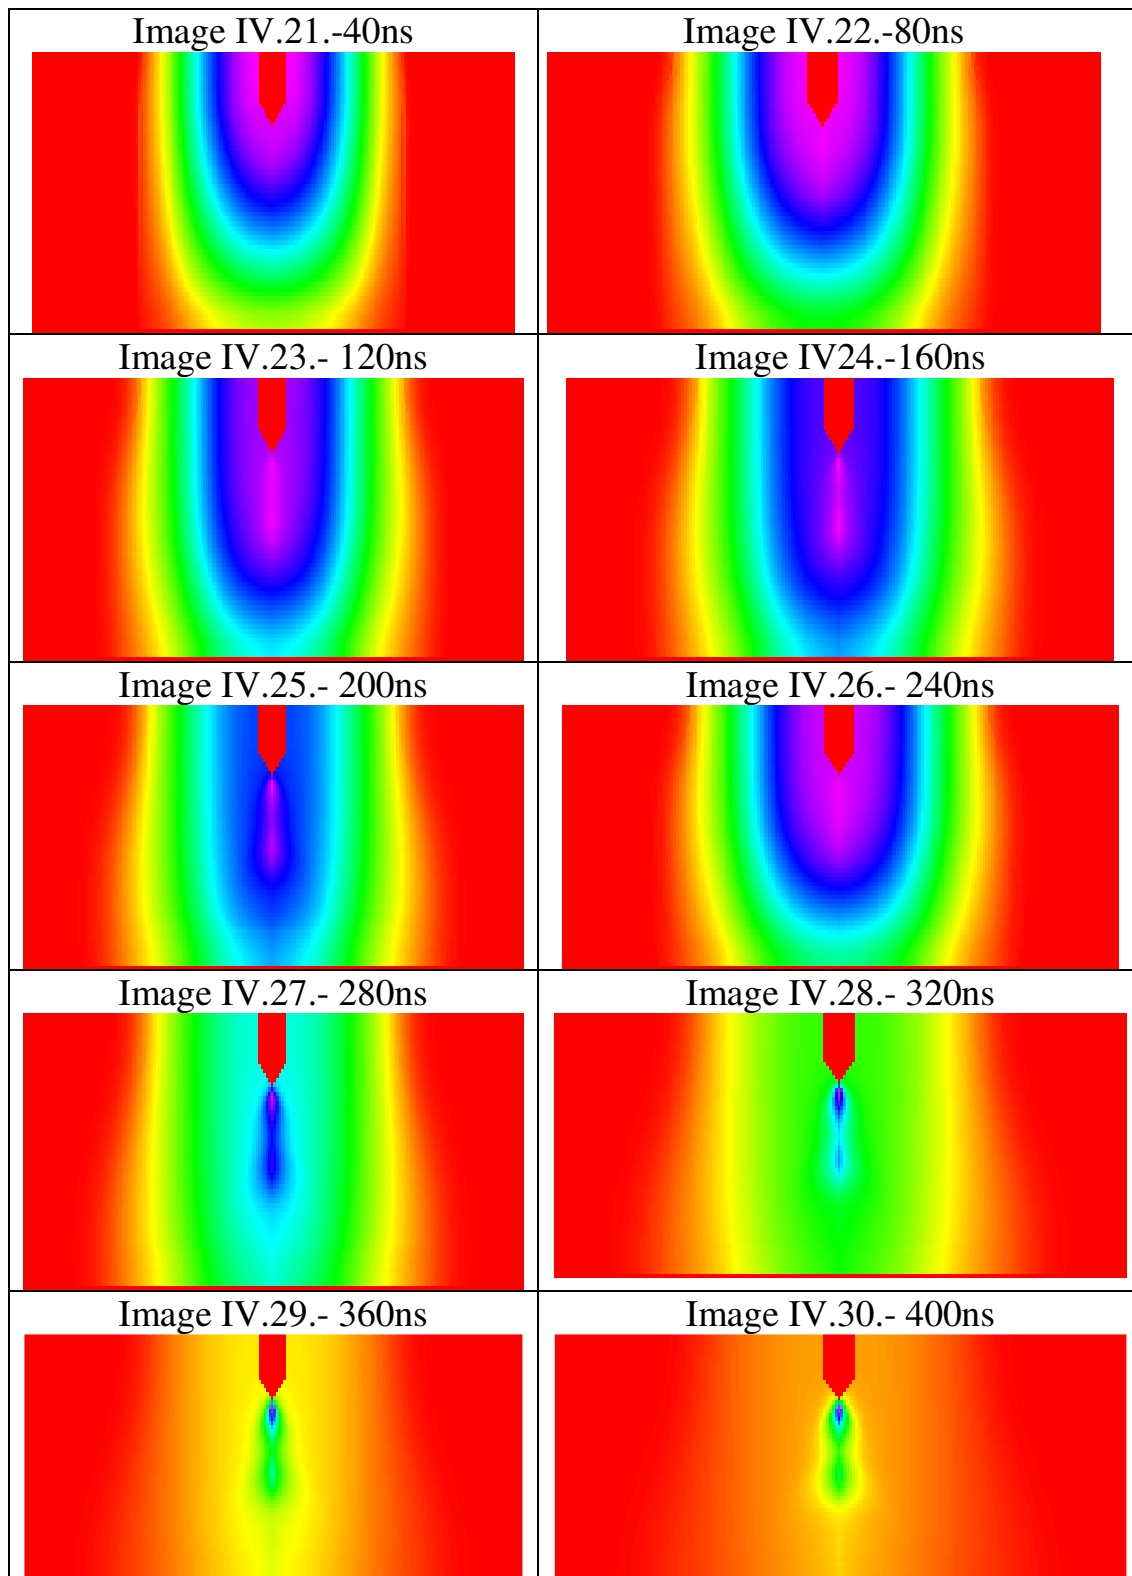 Image IV.21.-40ns
Image IV.22.-80ns
Image IV.23.- 120ns
Image IV24.-160ns
Image IV.25.- 200ns
Image IV.26.- 240ns
Image IV.27.- 280ns
Image IV.28.- 320ns
Image IV.29.- 360ns
Image IV.30.- 400ns